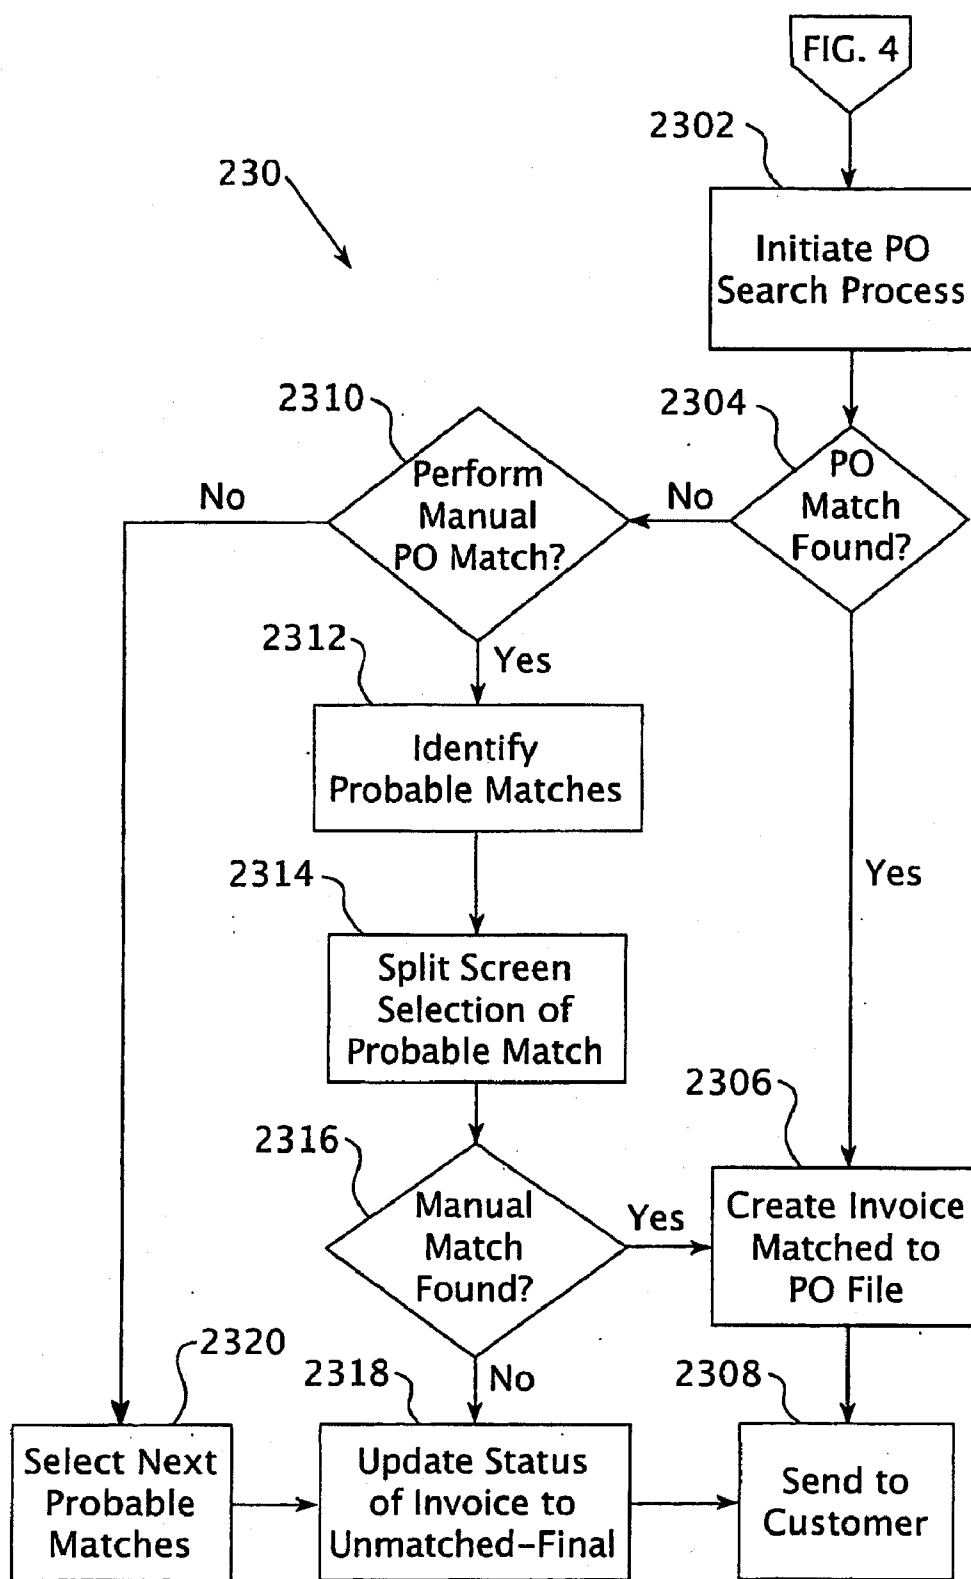 FIG. 4
2302
230
Initiate PO
Search Process
2310
2304
Perform
Manual
PO Match?
PO
Match
Found?
No
No
2312
Yes
Identify
Probable Matches
2314
Yes
Split Screen
Selection of
Probable Match
2306
2316
Manual
Match
Found?
Yes
Create Invoice
Matched to
PO File
2320
2318
No
2308
Select Next
Probable
Matches
Update Status
of Invoice to
Unmatched-Final
Send to
Customer